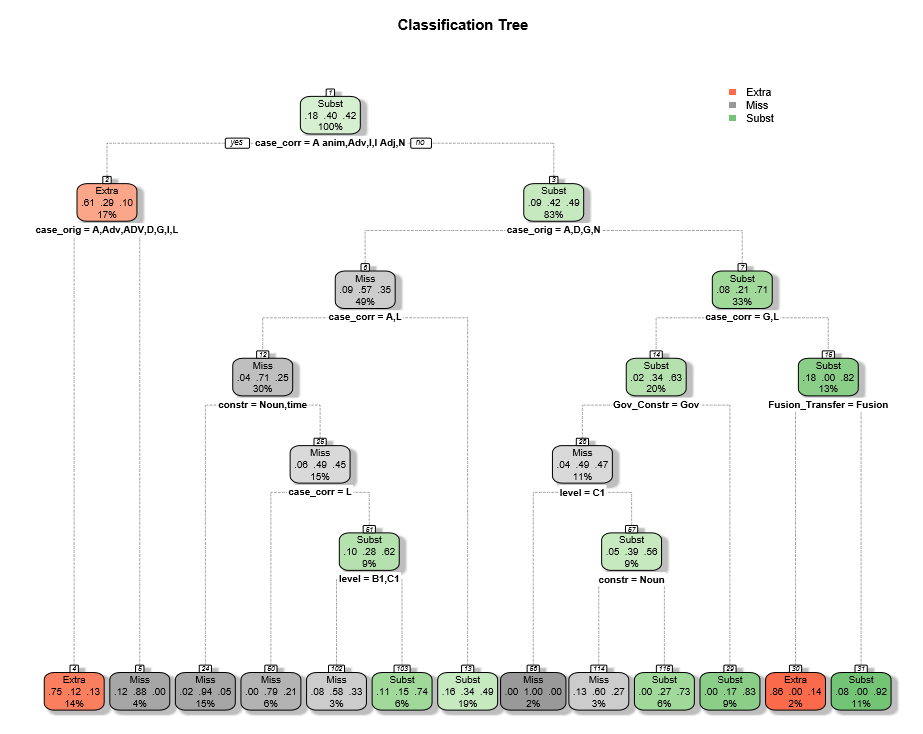 Classification Tree
Extra
Miss
Subst
1
Subst
.18 .40 .42
100%
yes case_corr = A anim,Adv,I,I Adj,N no
2
Extra
.61 .29 .10
17%
case_orig = A,Adv,ADV,D,G,I,L
3
Subst
.09 .42 .49
83%
case_orig = A,D,G,N
6
Miss
.09 .57 .35
49%
case_corr = A,L
7
Subst
.08 .21 .71
33%
case_corr = G,L
12
Miss
.04 .71 .25
30%
constr = Noun,time
14
Subst
.02 .34 .63
20%
Gov_Constr = Gov
15
Subst
.18 .00 .82
13%
Fusion_Transfer = Fusion
25
Miss
.06 .49 .45
15%
case_corr = L
28
Miss
.04 .49 .47
11%
level = C1
51
Subst
.10 .28 .62
9%
level = B1,C1
57
Subst
.05 .39 .56
9%
constr = Noun
4
Extra
.75 .12 .13
14%
5
Miss
.12 .88 .00
4%
24
Miss
.02 .94 .05
15%
50
Miss
.00 .79 .21
6%
102
Miss
.08 .58 .33
3%
103
Subst
.11 .15 .74
6%
13
Subst
.16 .34 .49
19%
56
Miss
.00 1.00 .00
2%
114
Miss
.13 .60 .27
3%
115
Subst
.00 .27 .73
6%
29
Subst
.00 .17 .83
9%
30
Extra
.86 .00 .14
2%
31
Subst
.08 .00 .92
11%